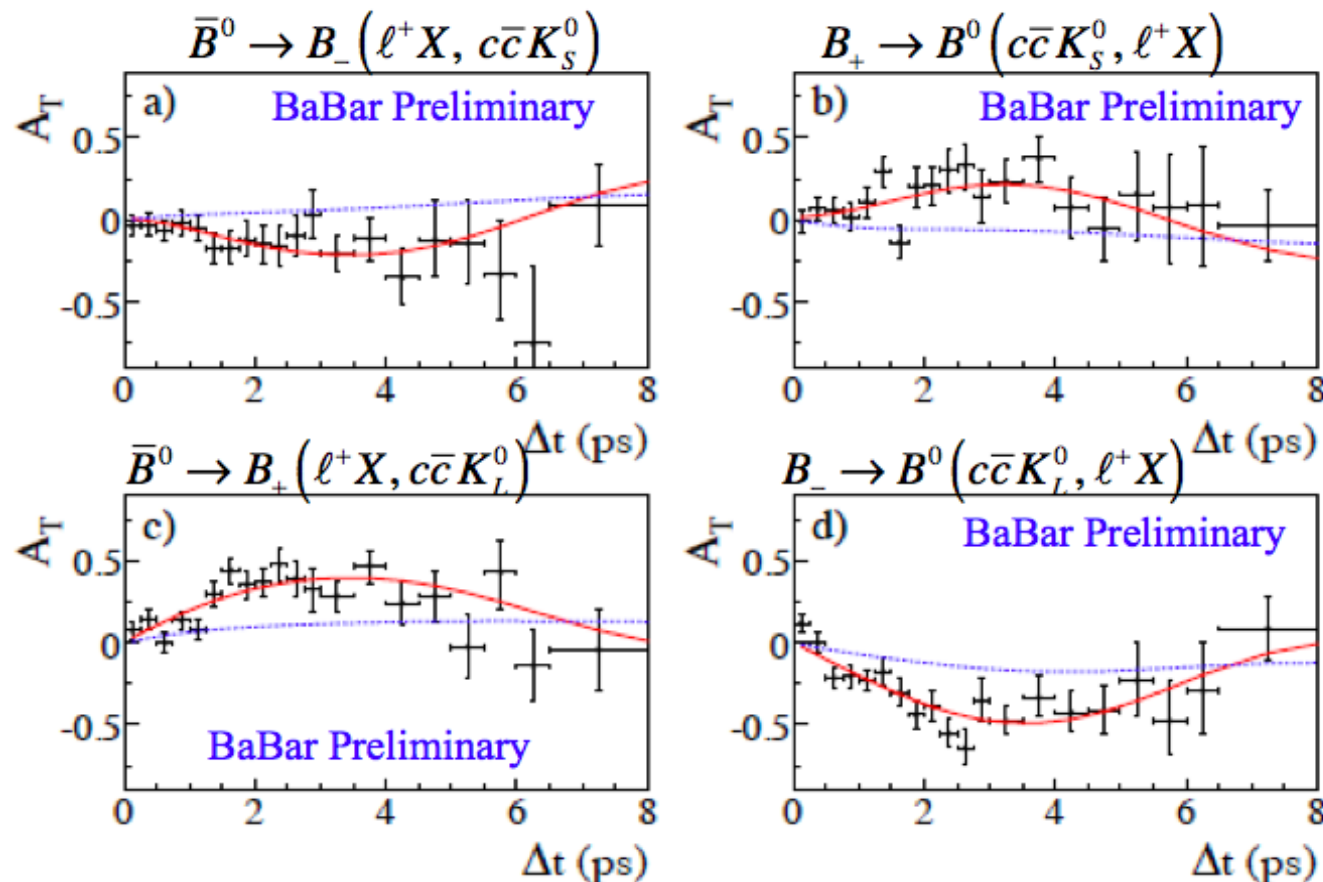 B̅⁰ → B₋(ℓ⁺X, cc̅K⁰_S)
a)
BaBar Preliminary
A_T
0.5
0
-0.5
0 2 4 6 8
Δt (ps)
B₊ → B⁰(cc̅K⁰_S, ℓ⁺X)
b)
BaBar Preliminary
A_T
0.5
0
-0.5
0 2 4 6 8
Δt (ps)
B̅⁰ → B₊(ℓ⁺X, cc̅K⁰_L)
c)
A_T
0.5
0
-0.5
BaBar Preliminary
0 2 4 6 8
Δt (ps)
B₋ → B⁰(cc̅K⁰_L, ℓ⁺X)
d)
BaBar Preliminary
A_T
0.5
0
-0.5
0 2 4 6 8
Δt (ps)